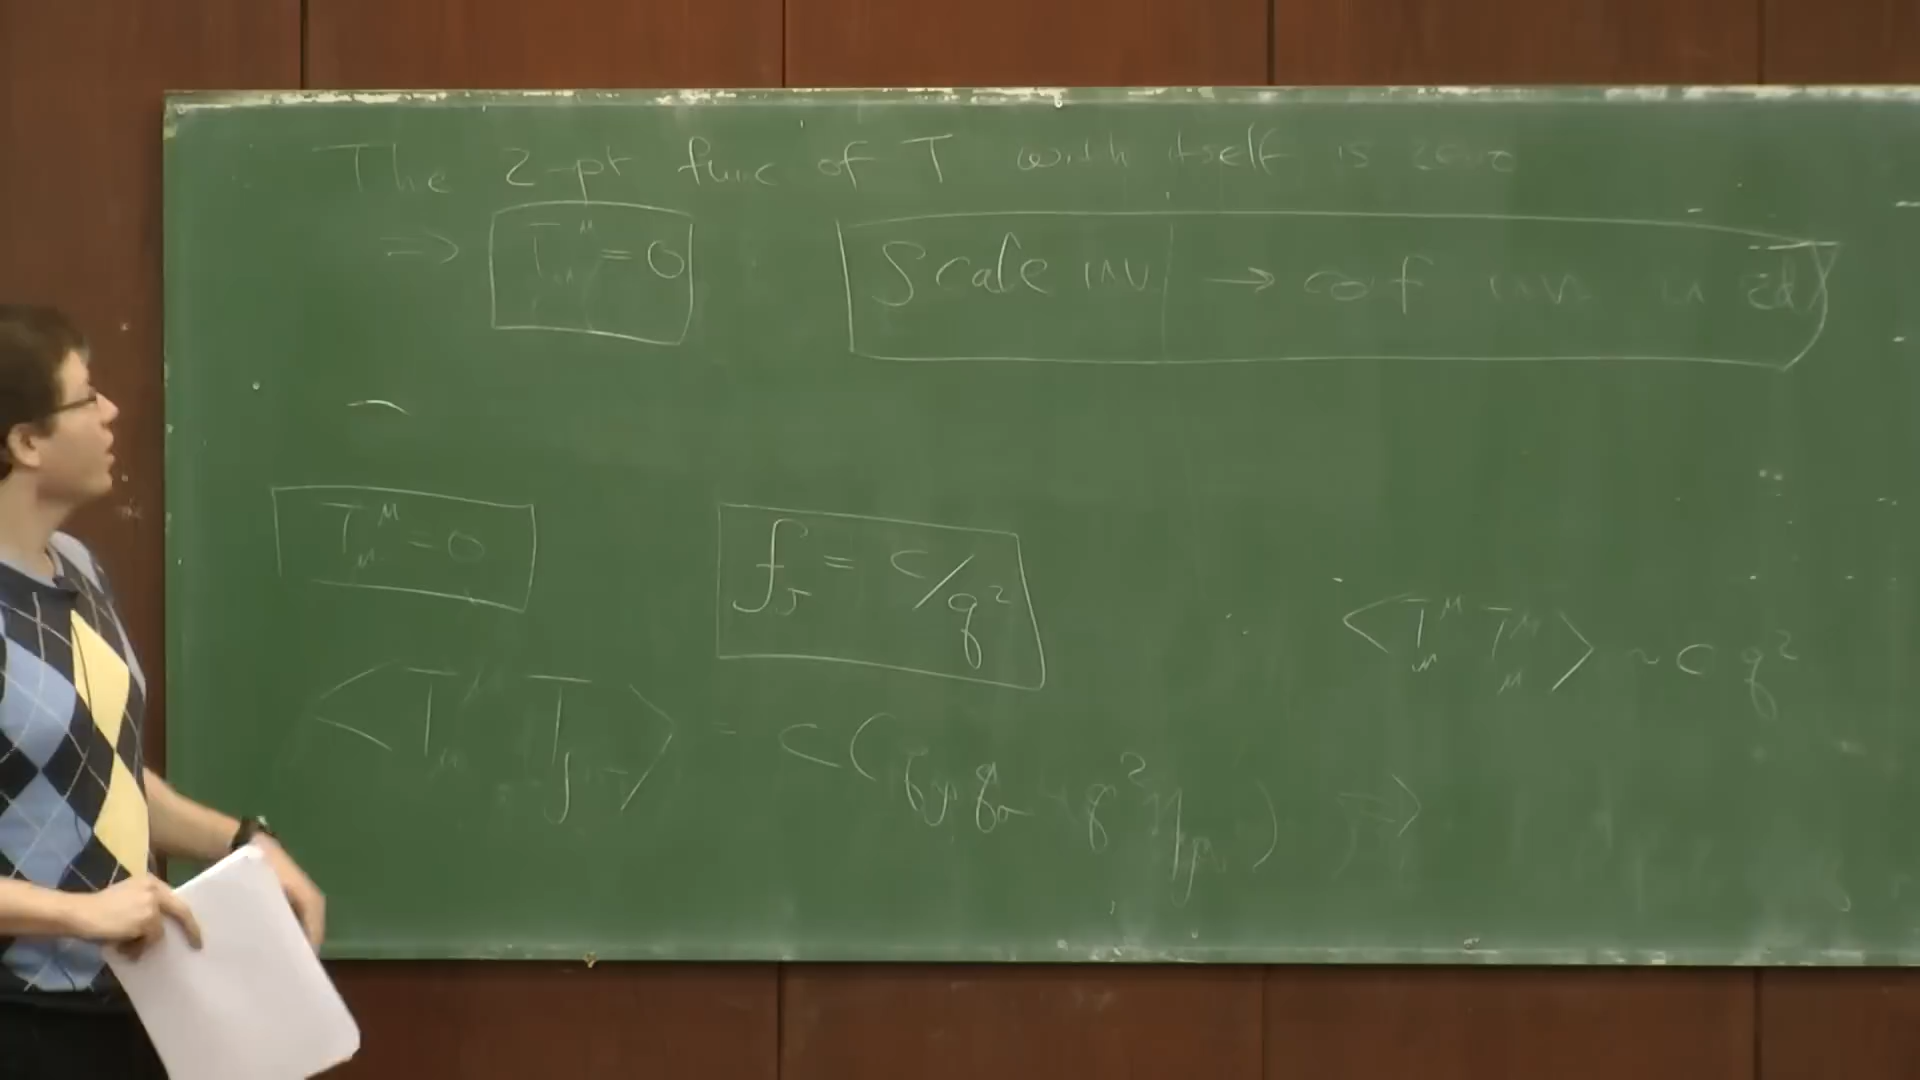 The 2-pt func of T with itself is zero
⇒ T_μ^μ = 0
Scale inv. → conf inv in 2d
T_μ^μ = 0
f_5 = c/q²
⟨T_μ^μ T_μ^μ⟩ ~ c q²
⟨T_μ^μ T_ρσ⟩ = c(q_ρ q_σ q² η_ρσ) ⇒